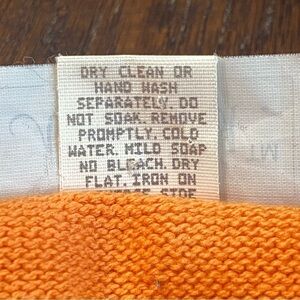 DRY CLEAN OR
HAND WASH
SEPARATELY. DO
NOT SOAK. REMOVE
PROMPTLY. COLD
WATER. MILD SOAP
NO BLEACH. DRY
FLAT. IRON ON
SIDE